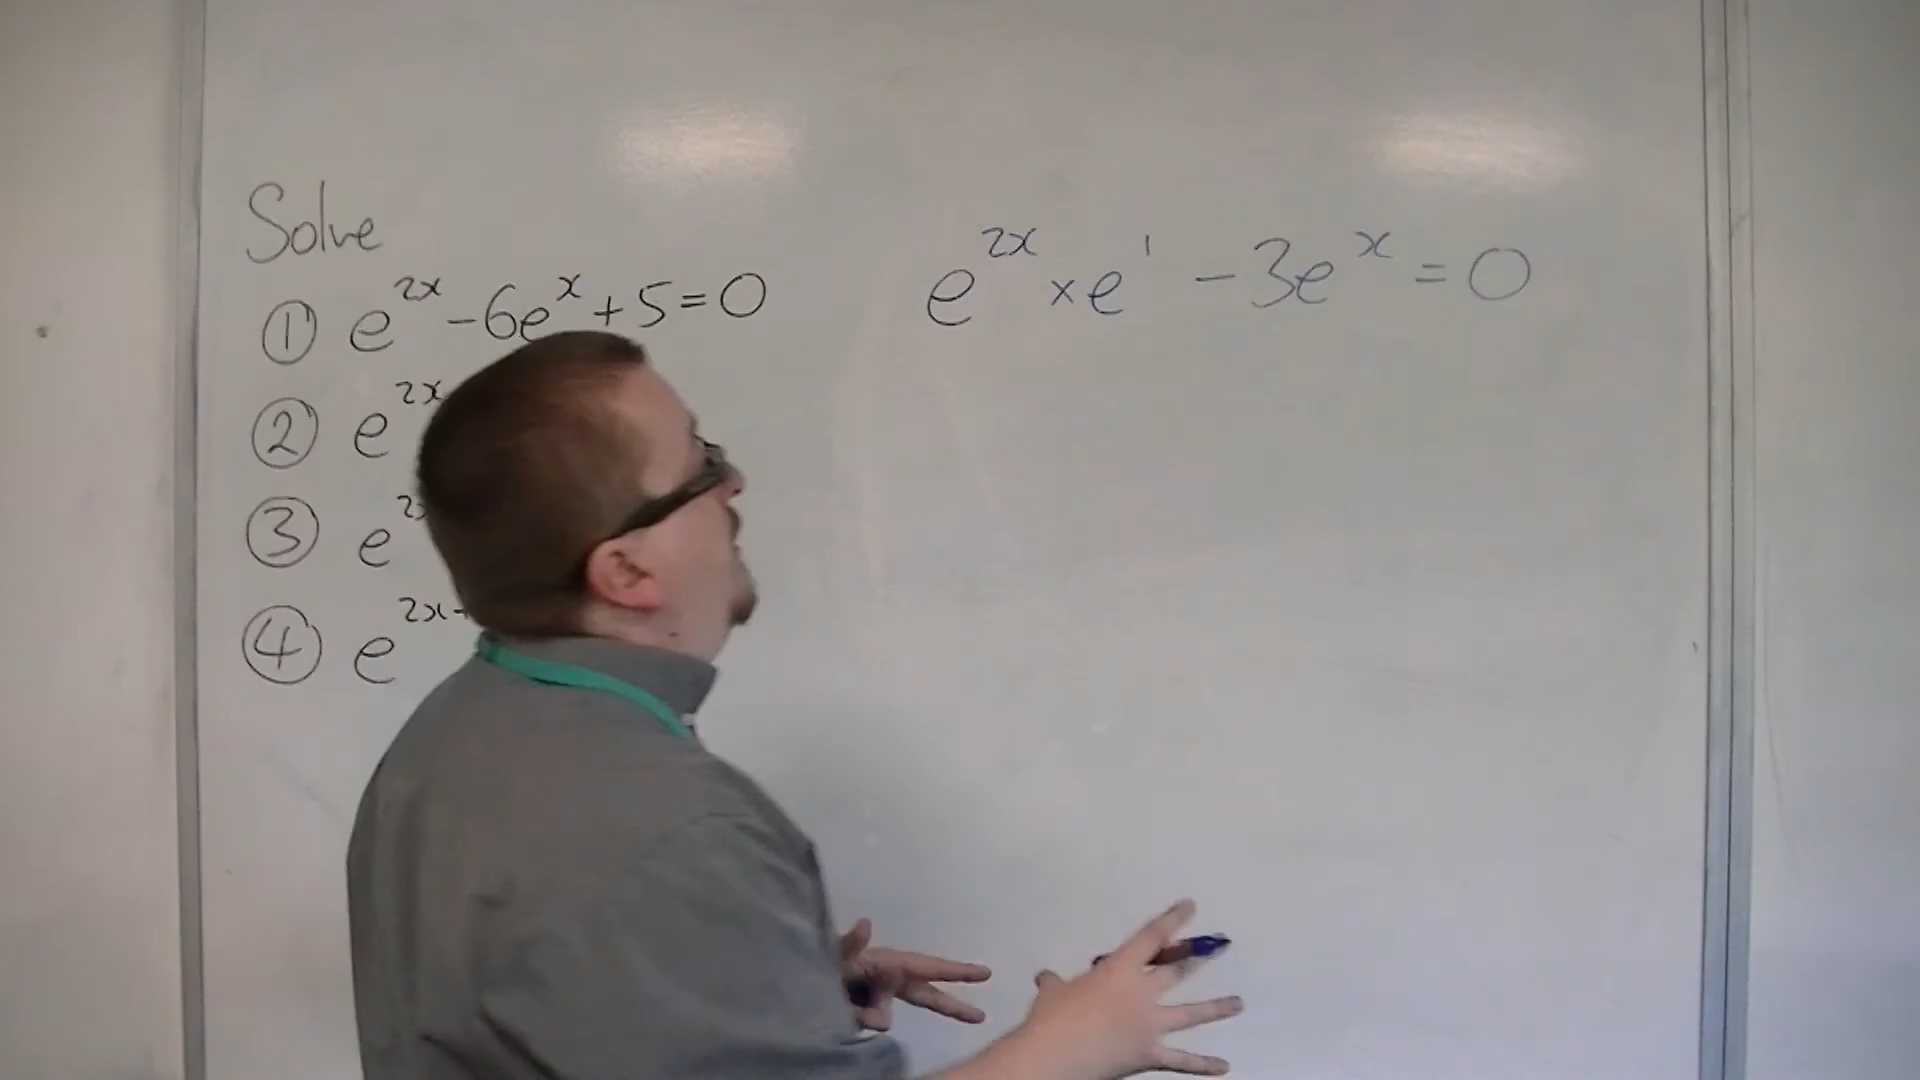 Solve
① e^2x - 6e^x + 5 = 0
② e^2x
③ e^2
④ e^2x+
e^2x × e^1 - 3e^x = 0